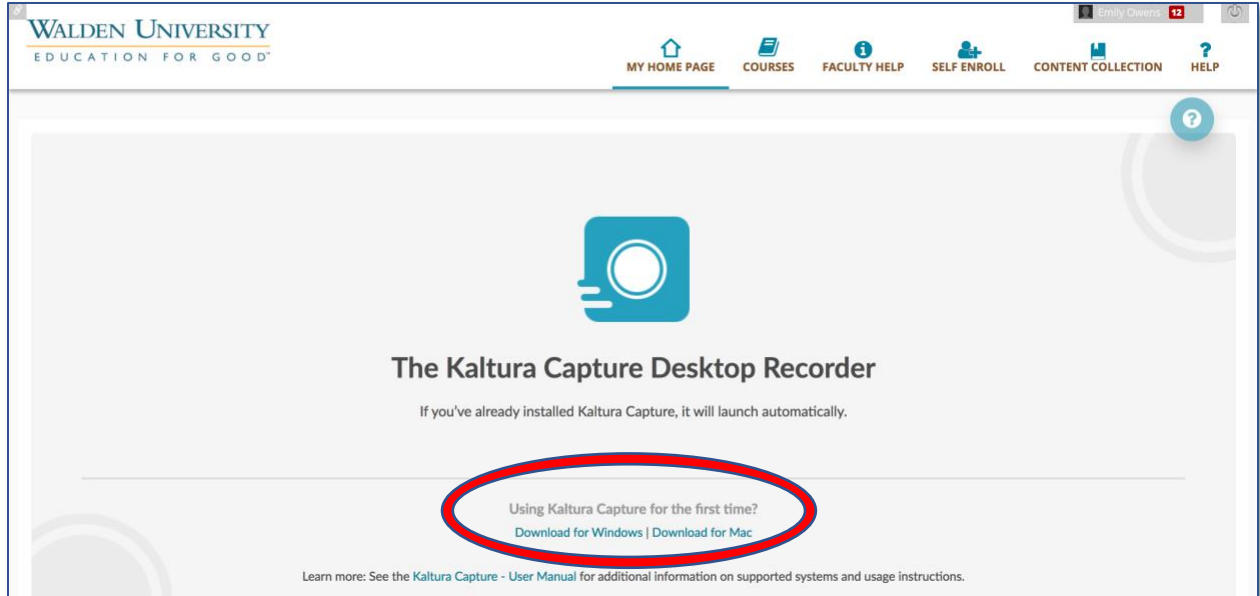 Emily Owens 12
WALDEN UNIVERSITY
EDUCATION FOR GOOD™
MY HOME PAGE COURSES FACULTY HELP SELF ENROLL CONTENT COLLECTION HELP
The Kaltura Capture Desktop Recorder
If you've already installed Kaltura Capture, it will launch automatically.
Using Kaltura Capture for the first time?
Download for Windows | Download for Mac
Learn more: See the Kaltura Capture - User Manual for additional information on supported systems and usage instructions.